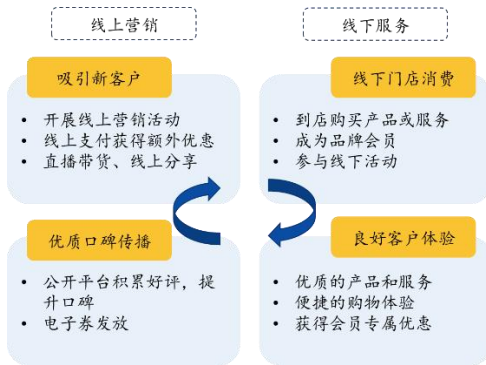 线上营销
线下服务
吸引新客户
• 开展线上营销活动
• 线上支付获得额外优惠
• 直播带货、线上分享
线下门店消费
• 到店购买产品或服务
• 成为品牌会员
• 参与线下活动
优质口碑传播
• 公开平台积累好评，提
升口碑
• 电子券发放
良好客户体验
• 优质的产品和服务
• 便捷的购物体验
• 获得会员专属优惠